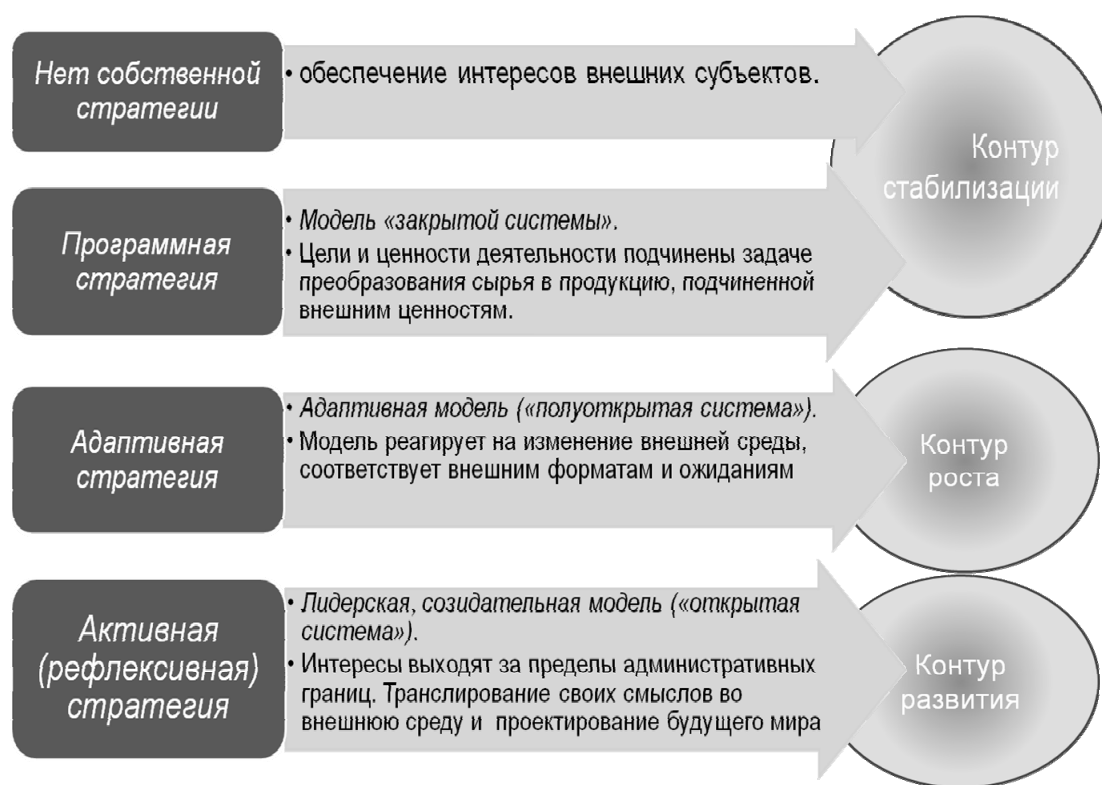 Нет собственной
стратегии
• обеспечение интересов внешних субъектов.
Контур
стабилизации
Программная
стратегия
• Модель «закрытой системы».
• Цели и ценности деятельности подчинены задаче
преобразования сырья в продукцию, подчиненной
внешним ценностям.
Адаптивная
стратегия
• Адаптивная модель («полуоткрытая система»).
• Модель реагирует на изменение внешней среды,
соответствует внешним форматам и ожиданиям
Контур
роста
Активная
(рефлексивная)
стратегия
• Лидерская, созидательная модель («открытая
система»).
• Интересы выходят за пределы административных
границ. Транслирование своих смыслов во
внешнюю среду и проектирование будущего мира
Контур
развития